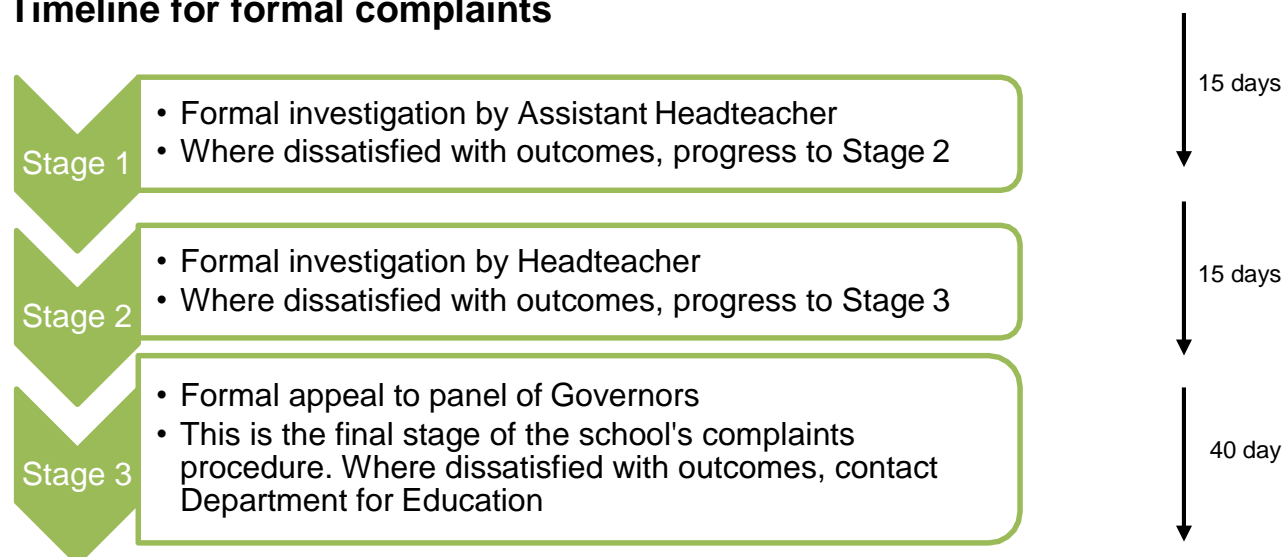 Timeline for formal complaints
15 days
Stage 1
• Formal investigation by Assistant Headteacher
• Where dissatisfied with outcomes, progress to Stage 2
15 days
Stage 2
• Formal investigation by Headteacher
• Where dissatisfied with outcomes, progress to Stage 3
40 day
Stage 3
• Formal appeal to panel of Governors
• This is the final stage of the school's complaints
procedure. Where dissatisfied with outcomes, contact
Department for Education